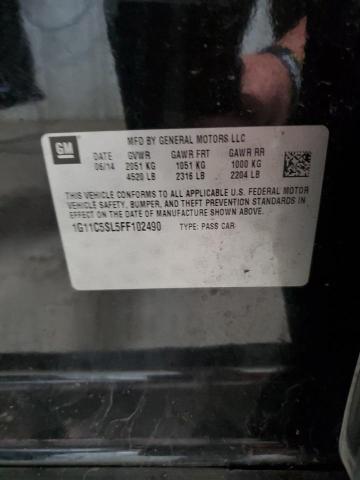 GM
MFD BY GENERAL MOTORS LLC
DATE GVWR GAWR FRT GAWR RR
06/14 2051 KG 1051 KG 1000 KG
4520 LB 2316 LB 2204 LB
THIS VEHICLE CONFORMS TO ALL APPLICABLE U.S. FEDERAL MOTOR
VEHICLE SAFETY, BUMPER, AND THEFT PREVENTION STANDARDS IN
EFFECT ON THE DATE OF MANUFACTURE SHOWN ABOVE.
1G11C5SL5FF102490 TYPE: PASS CAR